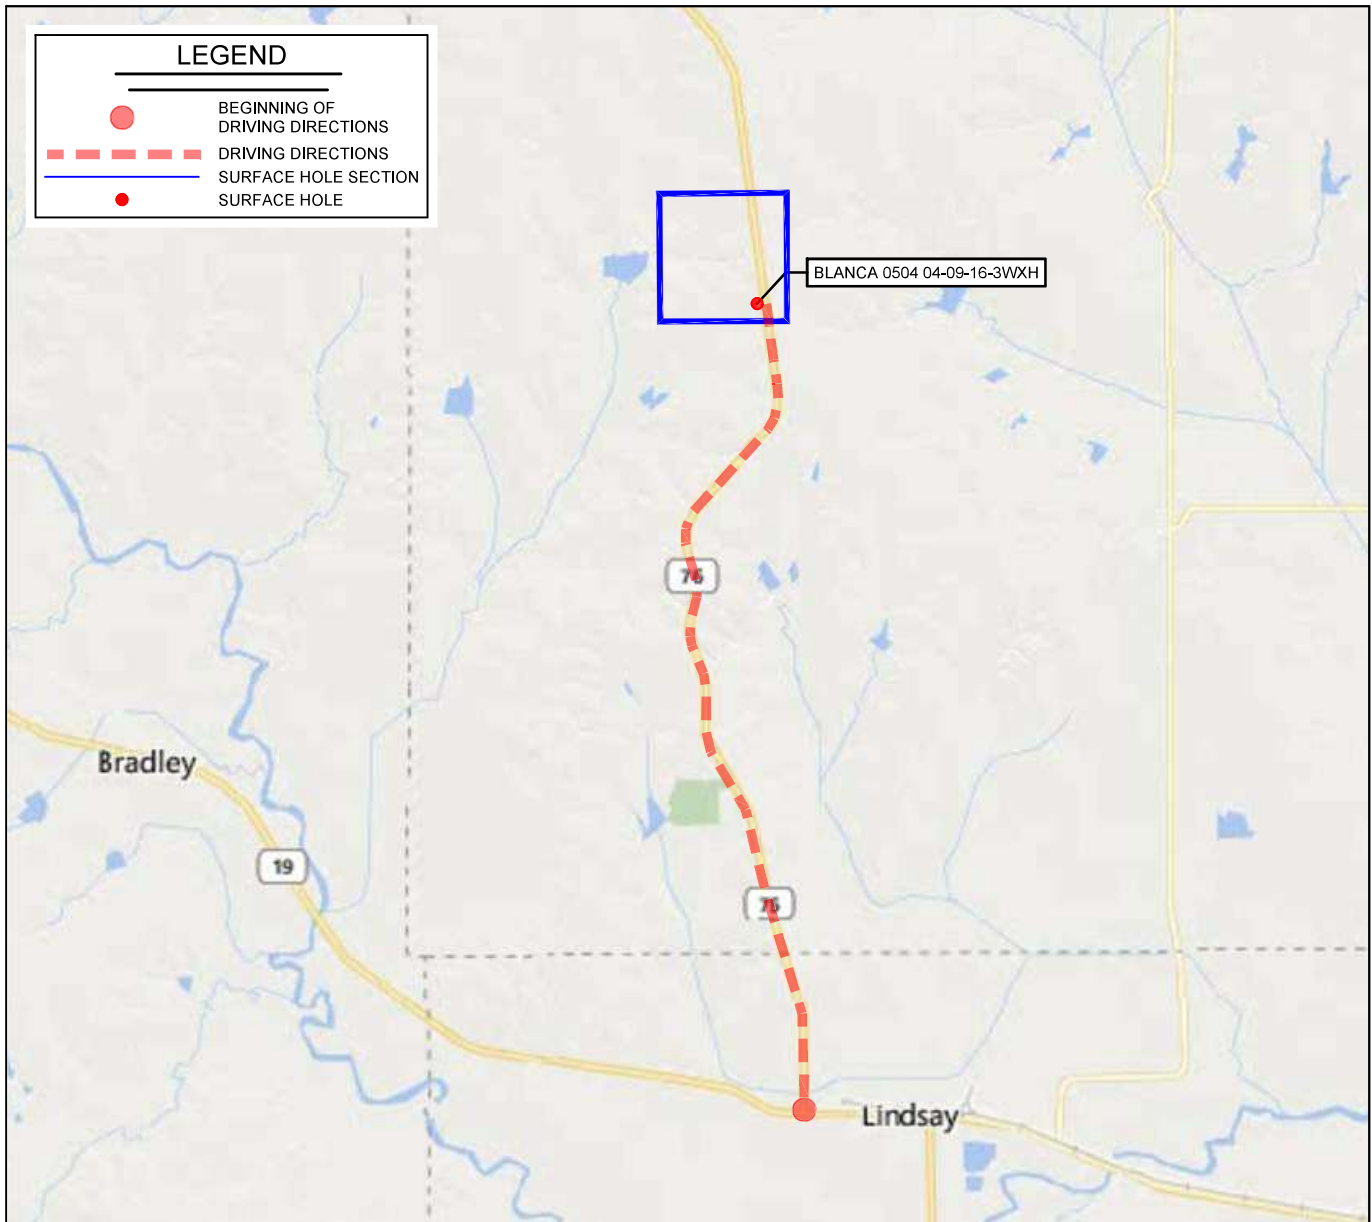 LEGEND
BEGINNING OF
DRIVING DIRECTIONS
DRIVING DIRECTIONS
SURFACE HOLE SECTION
SURFACE HOLE
BLANCA 0504 04-09-16-3WXH
76
Bradley
19
76
Lindsay